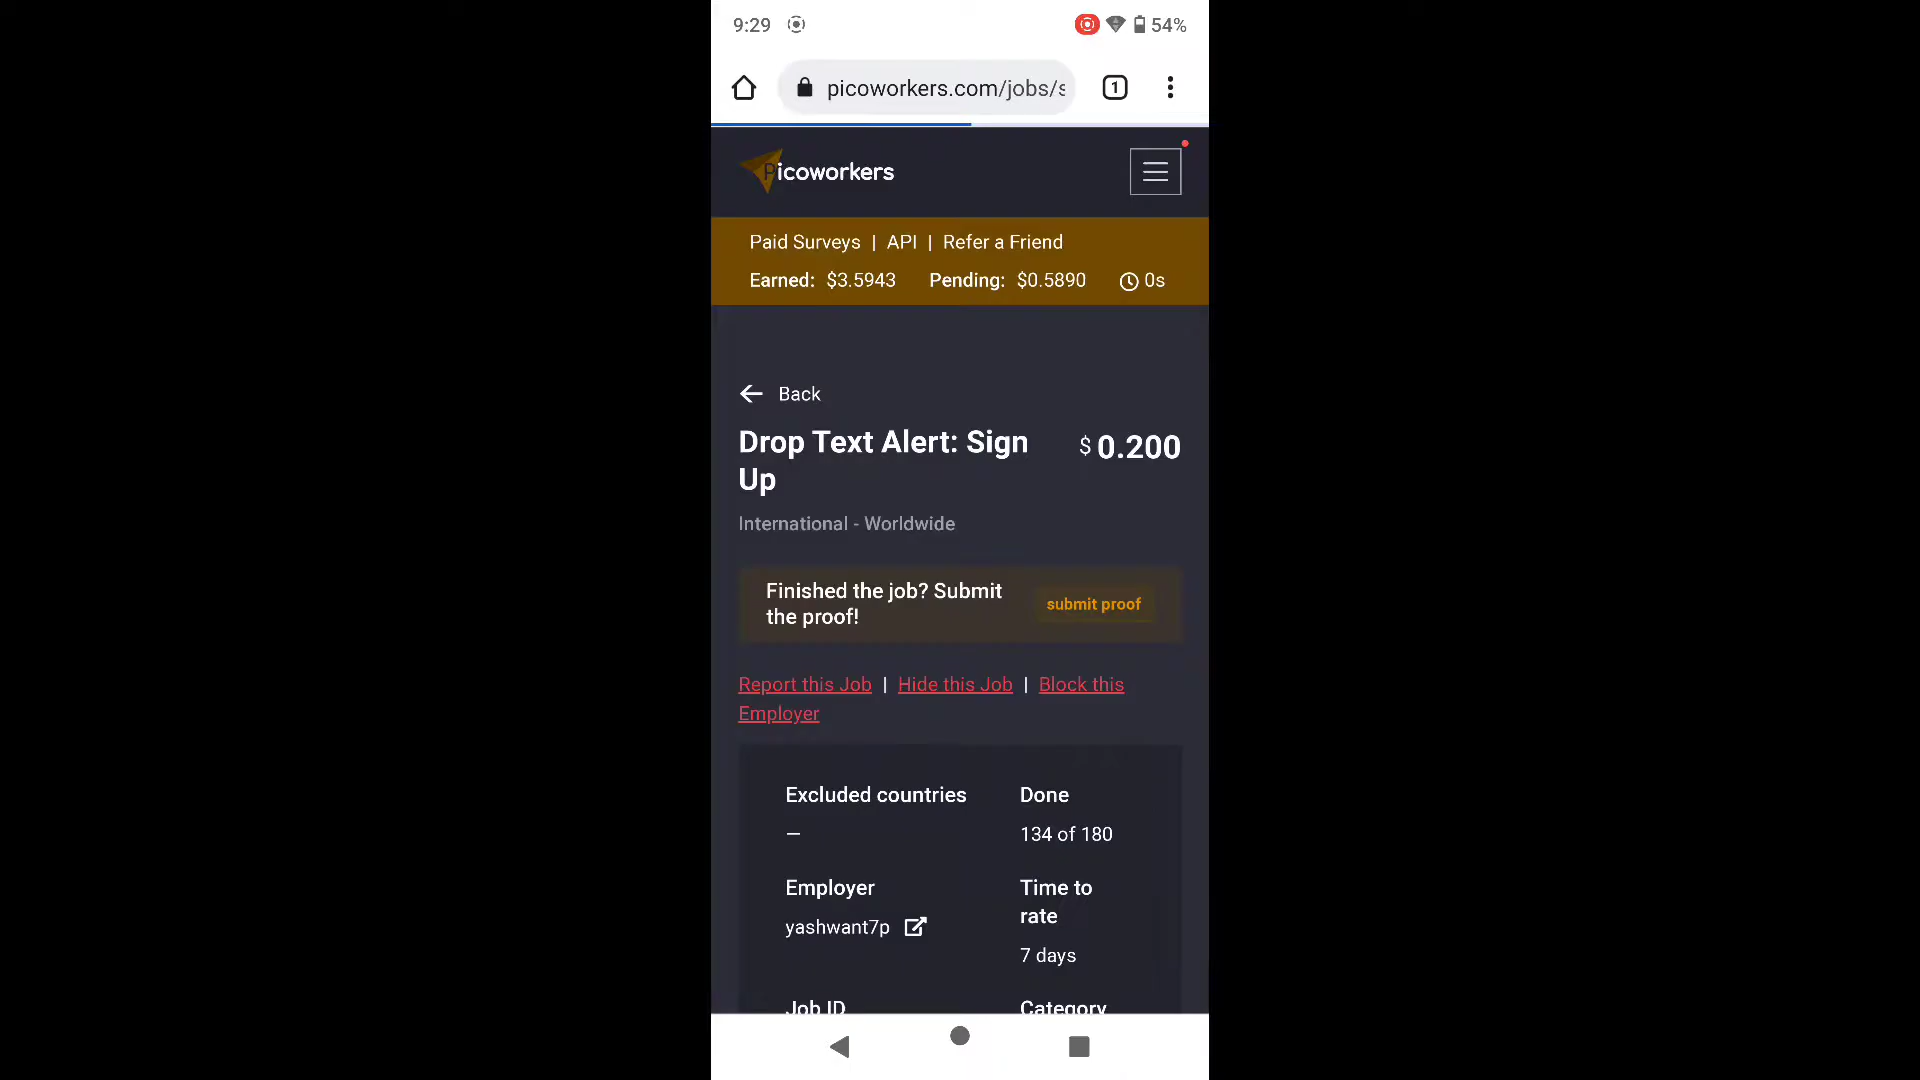 9:29 54%
picoworkers.com/jobs/s 1
Picoworkers
Paid Surveys | API | Refer a Friend
Earned: $3.5943 Pending: $0.5890 0s
Back
Drop Text Alert: Sign
Up
$ 0.200
International - Worldwide
Finished the job? Submit
the proof!
submit proof
Report this Job | Hide this Job | Block this
Employer
Excluded countries
—
Done
134 of 180
Employer
yashwant7p
Time to
rate
7 days
Job ID
Category